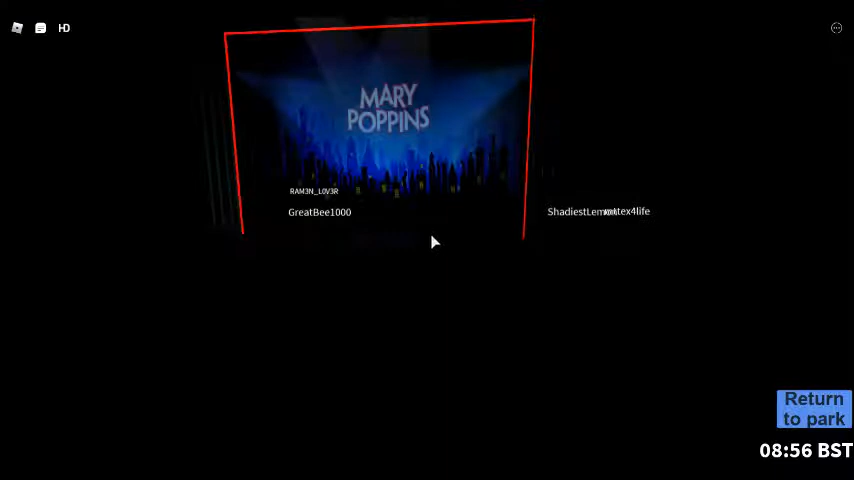 HD
MARY
POPPINS
RAM3N_L0V3R
GreatBee1000
Return
to park
08:56 BST